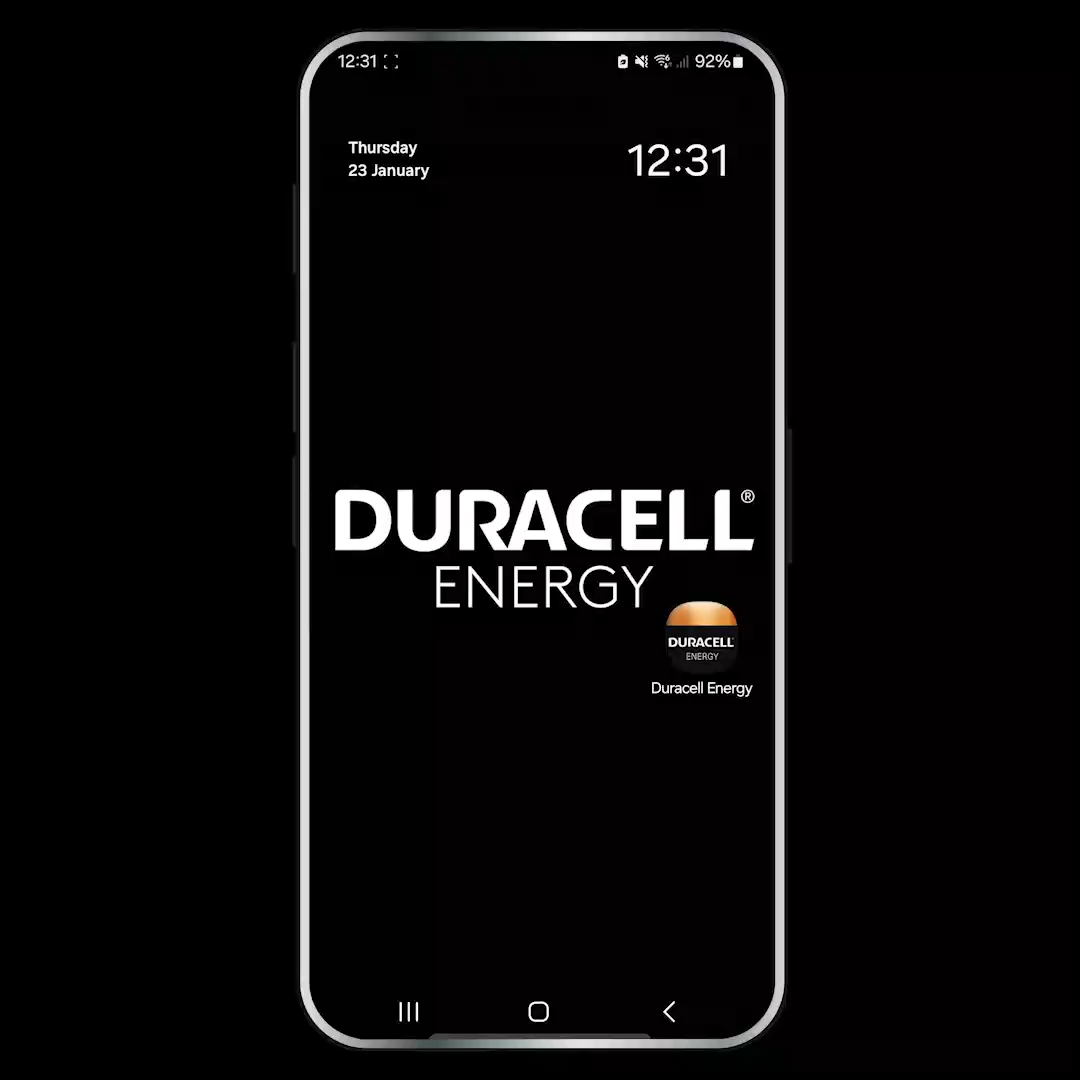 12:31
92%
Thursday
23 January
12:31
DURACELL®
ENERGY
DURACELL
ENERGY
Duracell Energy